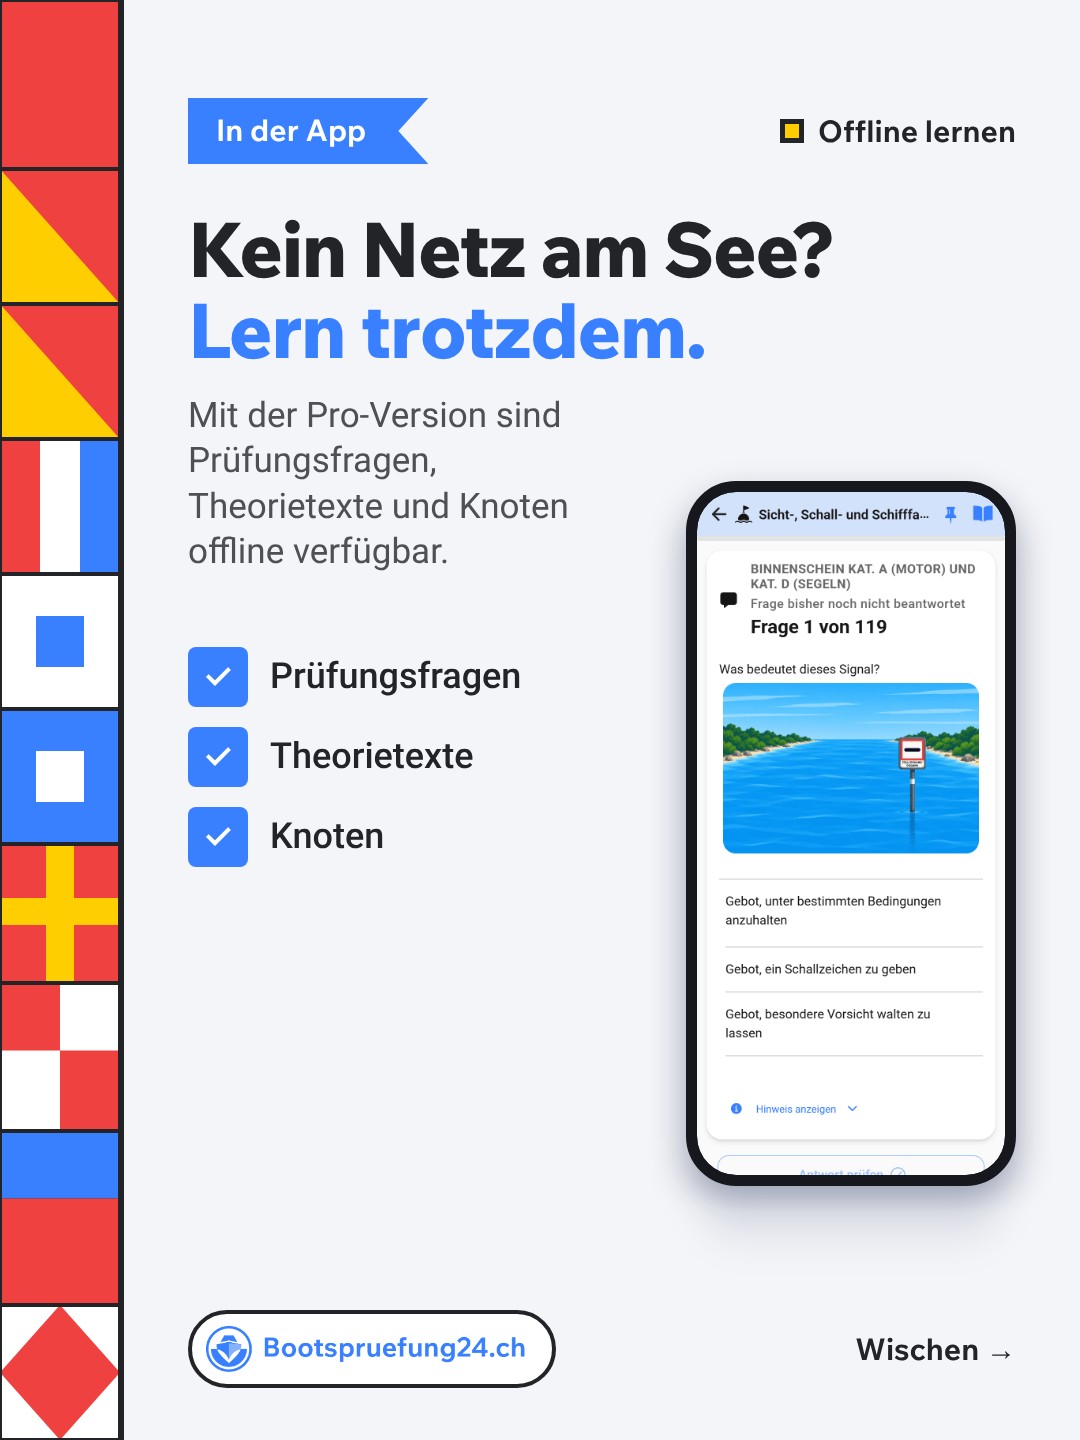 In der App
Offline lernen
Kein Netz am See?
Lern trotzdem.
Mit der Pro-Version sind
Prüfungsfragen,
Theorietexte und Knoten
offline verfügbar.
Prüfungsfragen
Theorietexte
Knoten
Sicht-, Schall- und Schifffa...
BINNENSCHEIN KAT. A (MOTOR) UND
KAT. D (SEGELN)
Frage bisher noch nicht beantwortet
Frage 1 von 119
Was bedeutet dieses Signal?
Gebot, unter bestimmten Bedingungen
anzuhalten
Gebot, ein Schallzeichen zu geben
Gebot, besondere Vorsicht walten zu
lassen
Hinweis anzeigen
Antwort prüfen
Bootspruefung24.ch
Wischen →